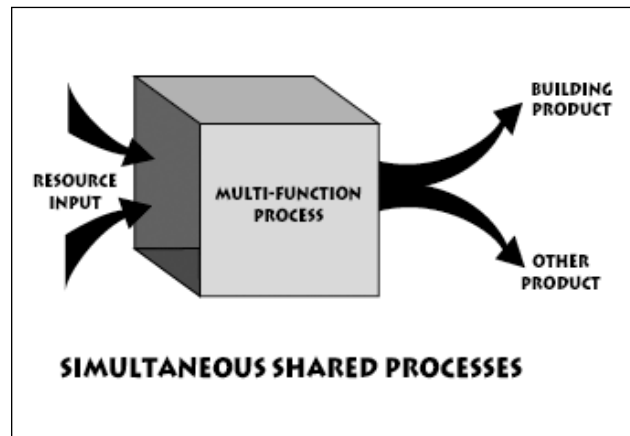 BUILDING
PRODUCT
RESOURCE
INPUT
MULTI-FUNCTION
PROCESS
OTHER
PRODUCT
SIMULTANEOUS SHARED PROCESSES